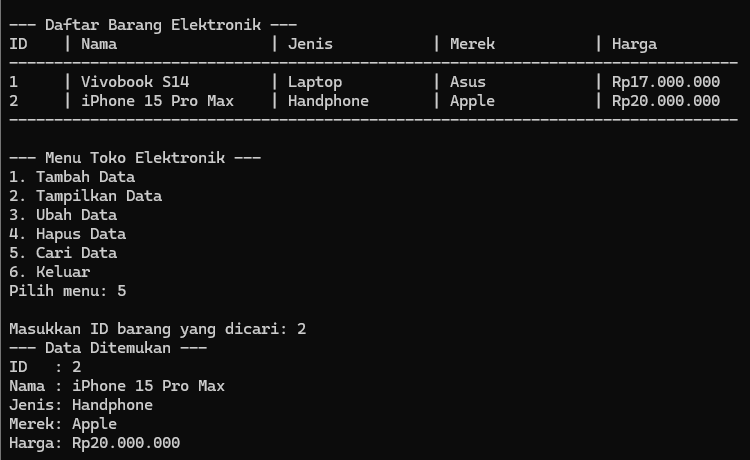 --- Daftar Barang Elektronik ---
ID    | Nama                 | Jenis           | Merek           | Harga
---------------------------------------------------------------------------------
1     | Vivobook S14         | Laptop          | Asus            | Rp17.000.000
2     | iPhone 15 Pro Max    | Handphone       | Apple           | Rp20.000.000
---------------------------------------------------------------------------------
--- Menu Toko Elektronik ---
1. Tambah Data
2. Tampilkan Data
3. Ubah Data
4. Hapus Data
5. Cari Data
6. Keluar
Pilih menu: 5
Masukkan ID barang yang dicari: 2
--- Data Ditemukan ---
ID   : 2
Nama : iPhone 15 Pro Max
Jenis: Handphone
Merek: Apple
Harga: Rp20.000.000